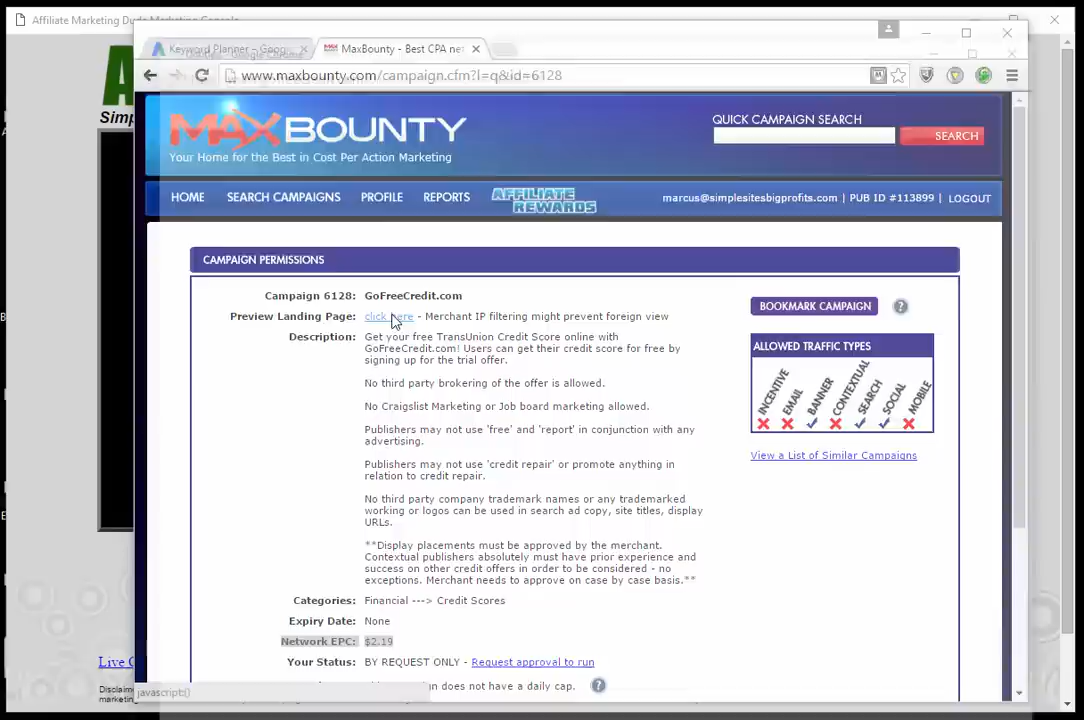 Affiliate Marketing Dude Marketing Console
Keyword Planner – Goog
MaxBounty - Best CPA net
www.maxbounty.com/campaign.cfm?l=q&id=6128
A
Simp
MAXBOUNTY
Your Home for the Best in Cost Per Action Marketing
QUICK CAMPAIGN SEARCH
SEARCH
HOME SEARCH CAMPAIGNS PROFILE REPORTS AFFILIATE REWARDS
marcus@simplesitesbigprofits.com | PUB ID #113899 | LOGOUT
CAMPAIGN PERMISSIONS
Campaign 6128: GoFreeCredit.com
Preview Landing Page: click here - Merchant IP filtering might prevent foreign view
Description: Get your free TransUnion Credit Score online with
GoFreeCredit.com! Users can get their credit score for free by
signing up for the trial offer.
No third party brokering of the offer is allowed.
No Craigslist Marketing or Job board marketing allowed.
Publishers may not use 'free' and 'report' in conjunction with any
advertising.
Publishers may not use 'credit repair' or promote anything in
relation to credit repair.
No third party company trademark names or any trademarked
working or logos can be used in search ad copy, site titles, display
URLs.
**Display placements must be approved by the merchant.
Contextual publishers absolutely must have prior experience and
success on other credit offers in order to be considered - no
exceptions. Merchant needs to approve on case by case basis.**
Categories: Financial ---> Credit Scores
Expiry Date: None
Network EPC: $2.19
Your Status: BY REQUEST ONLY - Request approval to run
does not have a daily cap.
BOOKMARK CAMPAIGN
ALLOWED TRAFFIC TYPES
INCENTIVE
EMAIL
BANNER
CONTEXTUAL
SEARCH
SOCIAL
MOBILE
View a List of Similar Campaigns
Live C
Disclaime
marketing
javascript:()